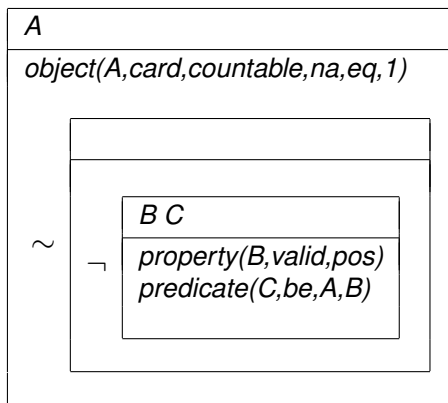 A
object(A,card,countable,na,eq,1)
∼
¬
B C
property(B,valid,pos)
predicate(C,be,A,B)